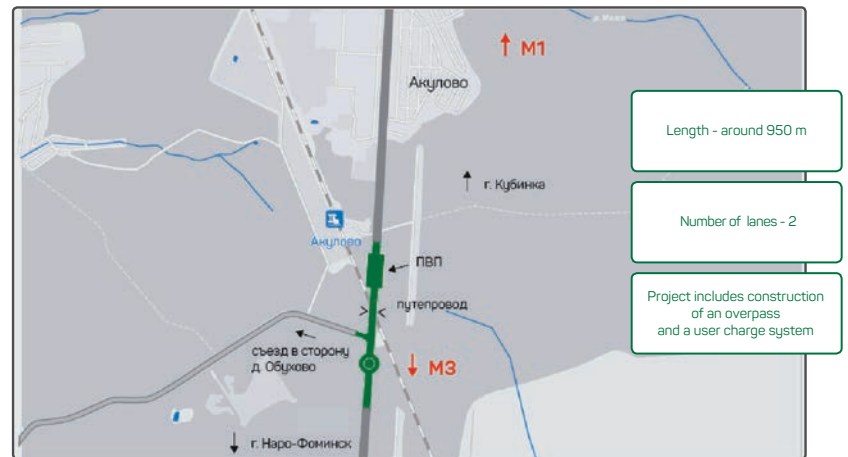 д. Нажа
М1
Акулово
Length - around 950 m
г. Кубинка
Number of lanes - 2
Акулово
ПВП
путепровод
Project includes construction
of an overpass
and a user charge system
съезд в сторону
д. Обухово
М3
г. Наро-Фоминск